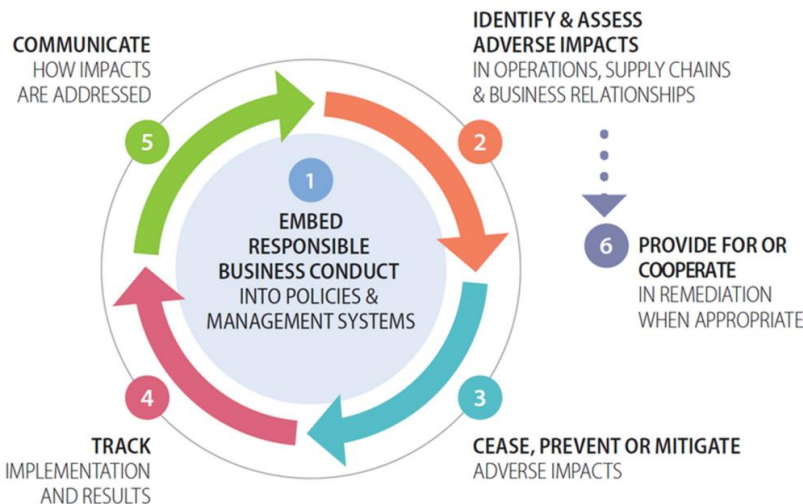 COMMUNICATE
HOW IMPACTS
ARE ADDRESSED
5
IDENTIFY & ASSESS
ADVERSE IMPACTS
IN OPERATIONS, SUPPLY CHAINS
& BUSINESS RELATIONSHIPS
2
1
EMBED
RESPONSIBLE
BUSINESS CONDUCT
INTO POLICIES &
MANAGEMENT SYSTEMS
6
PROVIDE FOR OR
COOPERATE
IN REMEDIATION
WHEN APPROPRIATE
4
TRACK
IMPLEMENTATION
AND RESULTS
3
CEASE, PREVENT OR MITIGATE
ADVERSE IMPACTS